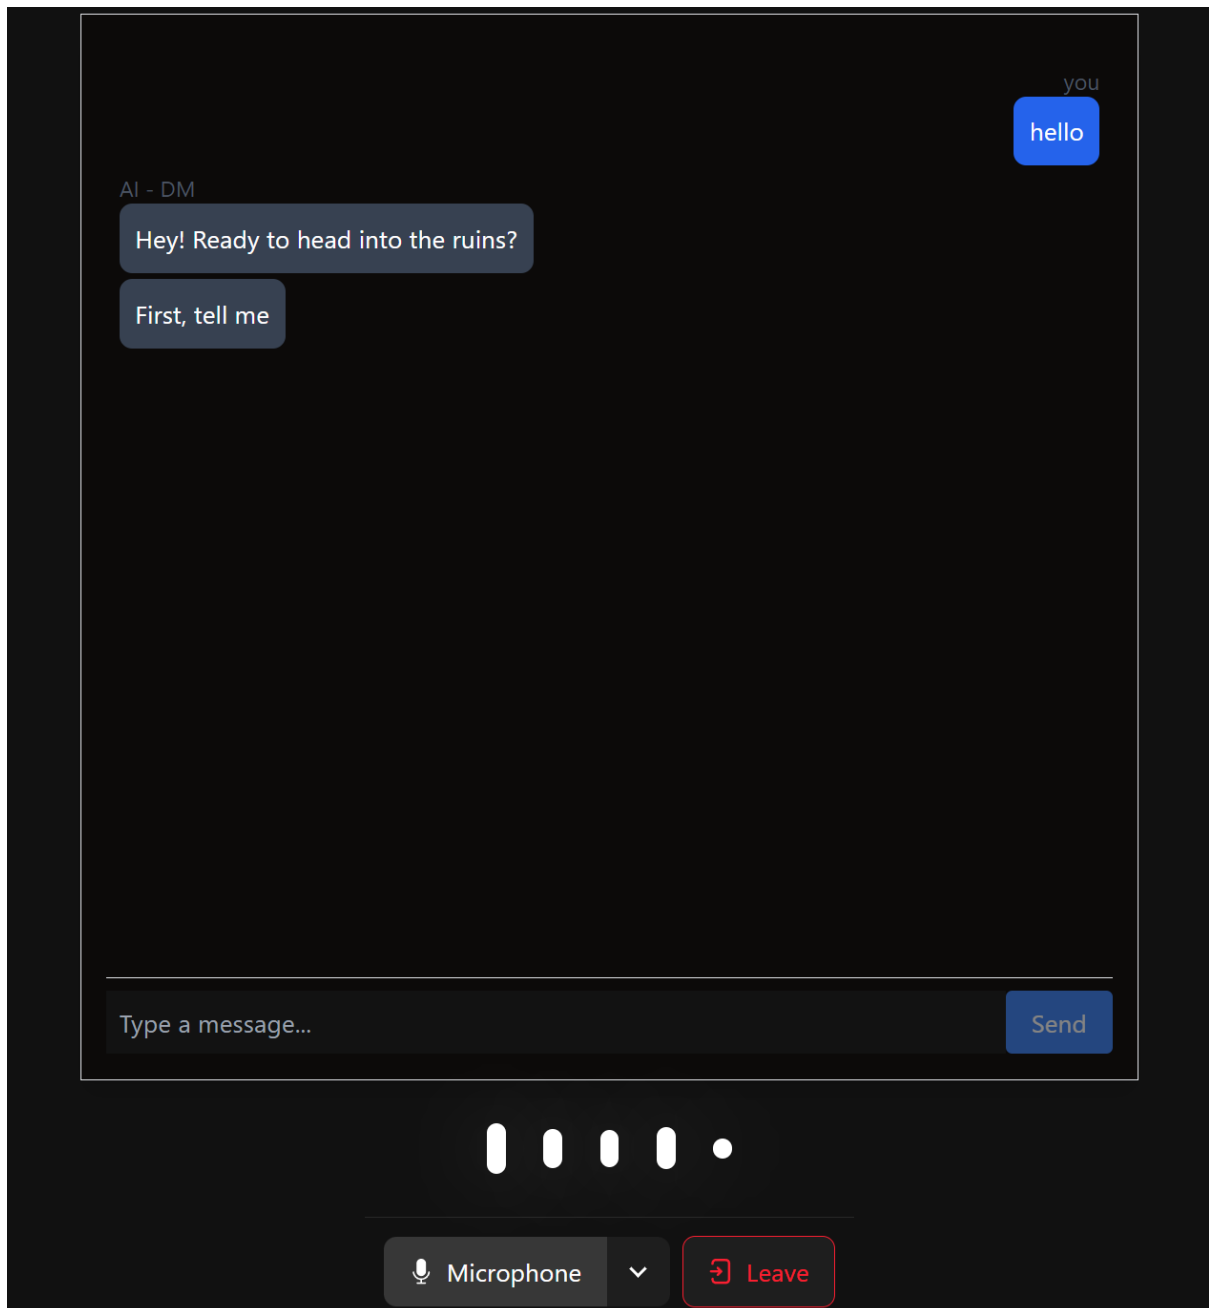 you
hello
AI - DM
Hey! Ready to head into the ruins?
First, tell me
Type a message...
Send
Microphone
Leave